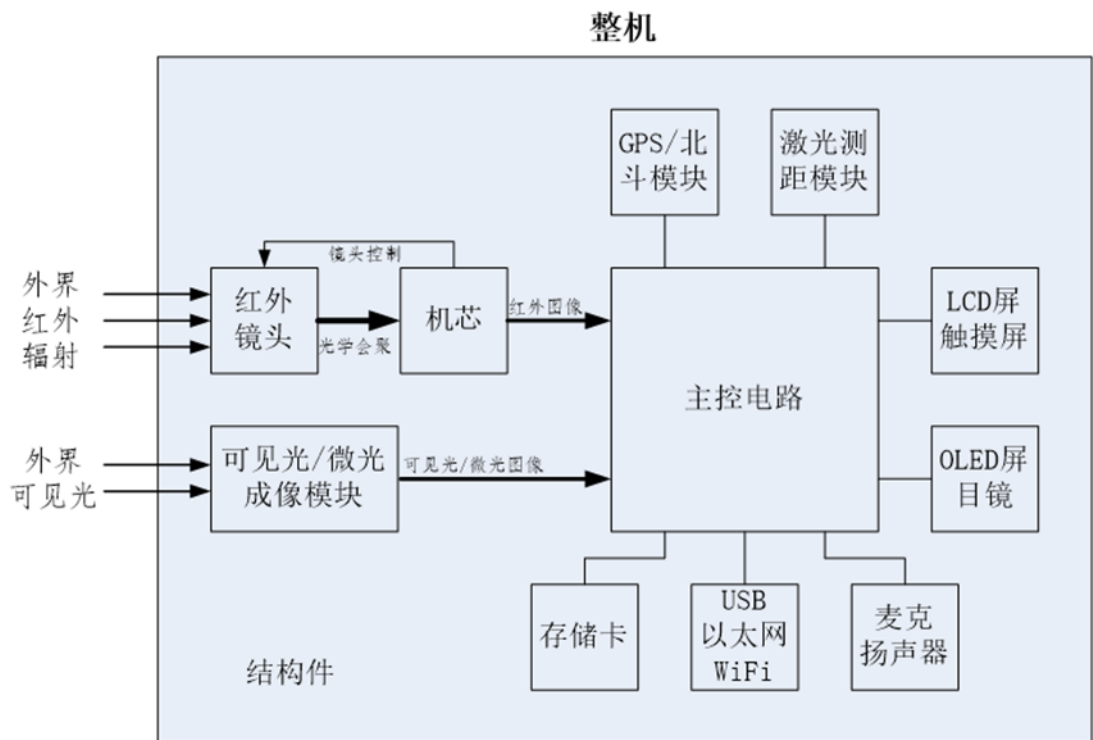 整机
GPS/北
斗模块
激光测
距模块
镜头控制
外界
红外
辐射
红外
镜头
光学会聚
机芯
红外图像
主控电路
LCD屏
触摸屏
外界
可见光
可见光/微光
成像模块
可见光/微光图像
OLED屏
目镜
存储卡
USB
以太网
WiFi
麦克
扬声器
结构件